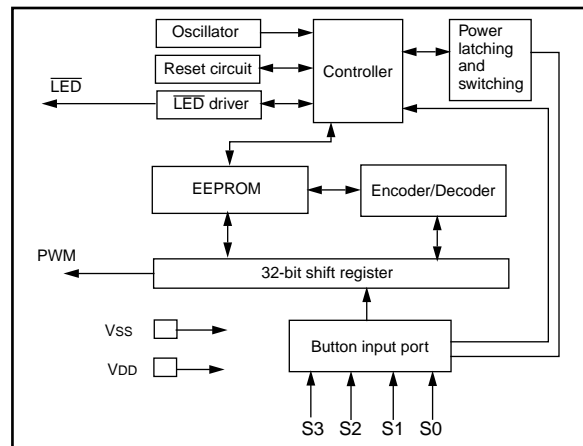 Oscillator
Reset circuit
LED driver
Controller
Power
latching
and
switching
LED
EEPROM
Encoder/Decoder
PWM
32-bit shift register
VSS
VDD
Button input port
S3 S2 S1 S0